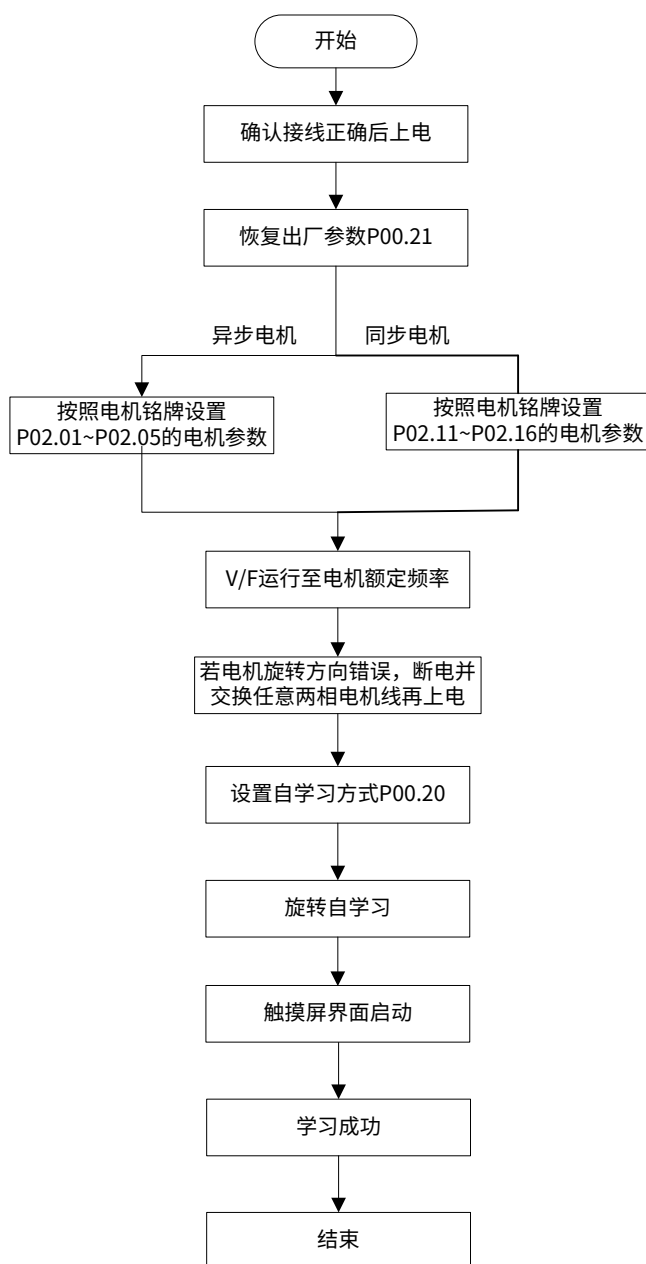 开始
确认接线正确后上电
恢复出厂参数P00.21
异步电机
同步电机
按照电机铭牌设置
P02.01~P02.05的电机参数
按照电机铭牌设置
P02.11~P02.16的电机参数
V/F运行至电机额定频率
若电机旋转方向错误，断电并
交换任意两相电机线再上电
设置自学习方式P00.20
旋转自学习
触摸屏界面启动
学习成功
结束